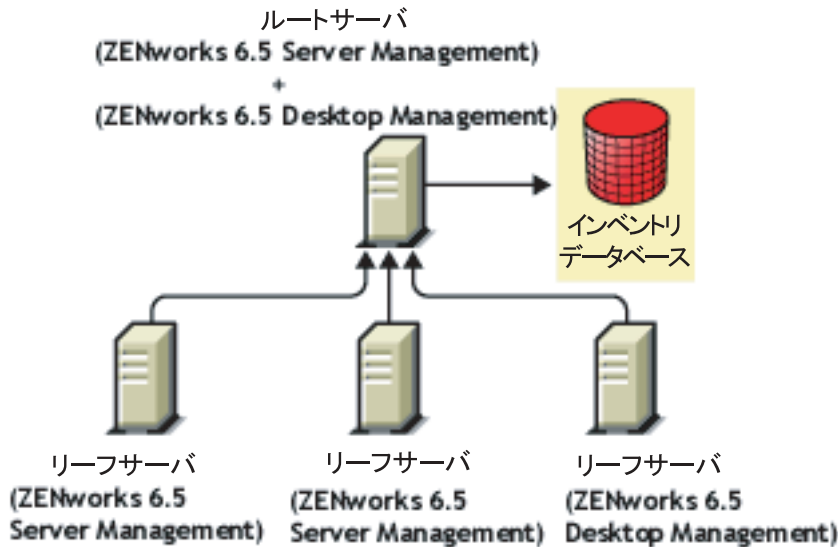 ルートサーバ
(ZENworks 6.5 Server Management)
+
(ZENworks 6.5 Desktop Management)
インベントリ
データベース
リーフサーバ
(ZENworks 6.5
Server Management)
リーフサーバ
(ZENworks 6.5
Server Management)
リーフサーバ
(ZENworks 6.5
Desktop Management)